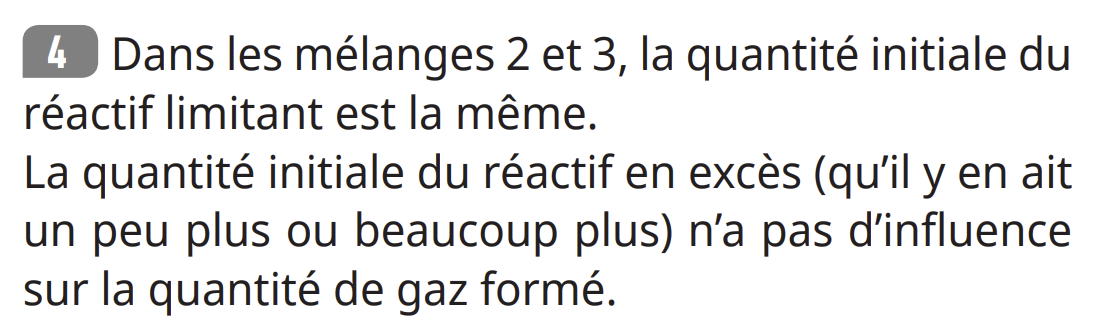 4 Dans les mélanges 2 et 3, la quantité initiale du
réactif limitant est la même.
La quantité initiale du réactif en excès (qu’il y en ait
un peu plus ou beaucoup plus) n’a pas d’influence
sur la quantité de gaz formé.